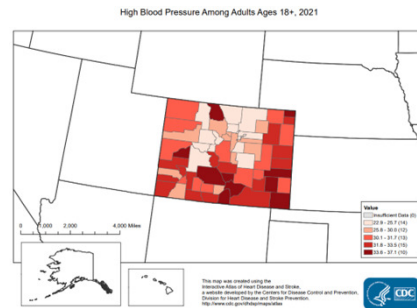 High Blood Pressure Among Adults Ages 18+, 2021
0
2,000
4,000 Miles
Value
Insufficient Data (0)
22.9 - 25.7 (14)
25.8 - 30.0 (12)
30.1 - 31.7 (13)
31.8 - 33.5 (15)
33.6 - 37.1 (10)
This map was created using the
Interactive Atlas of Heart Disease and Stroke,
a website developed by the Centers for Disease Control and Prevention,
Division for Heart Disease and Stroke Prevention.
http://www.cdc.gov/dhdsp/maps/atlas
CDC